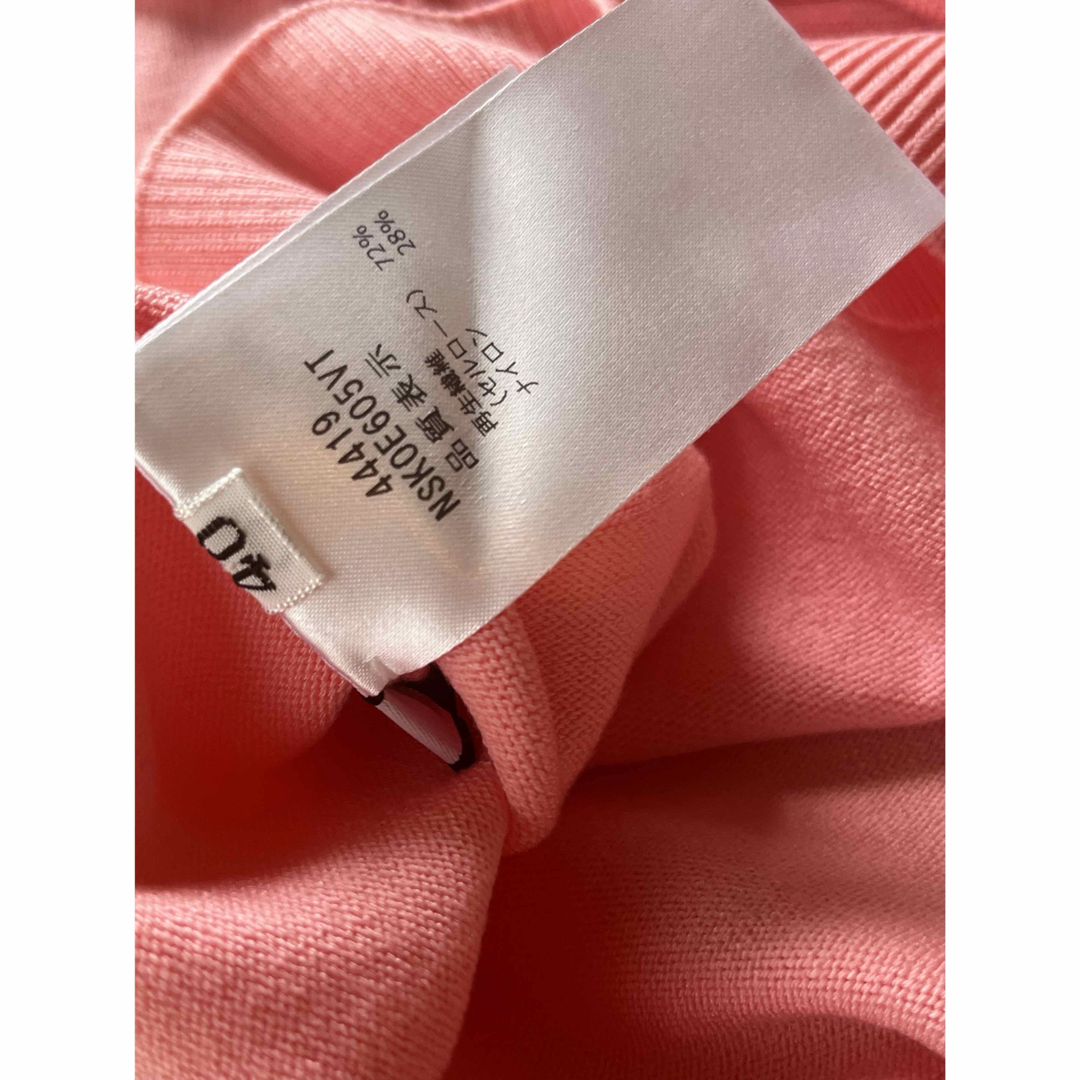 44419
NSK0E605VT
品質表示
再生繊維
(セルロース) 72%
ナイロン 28%
40